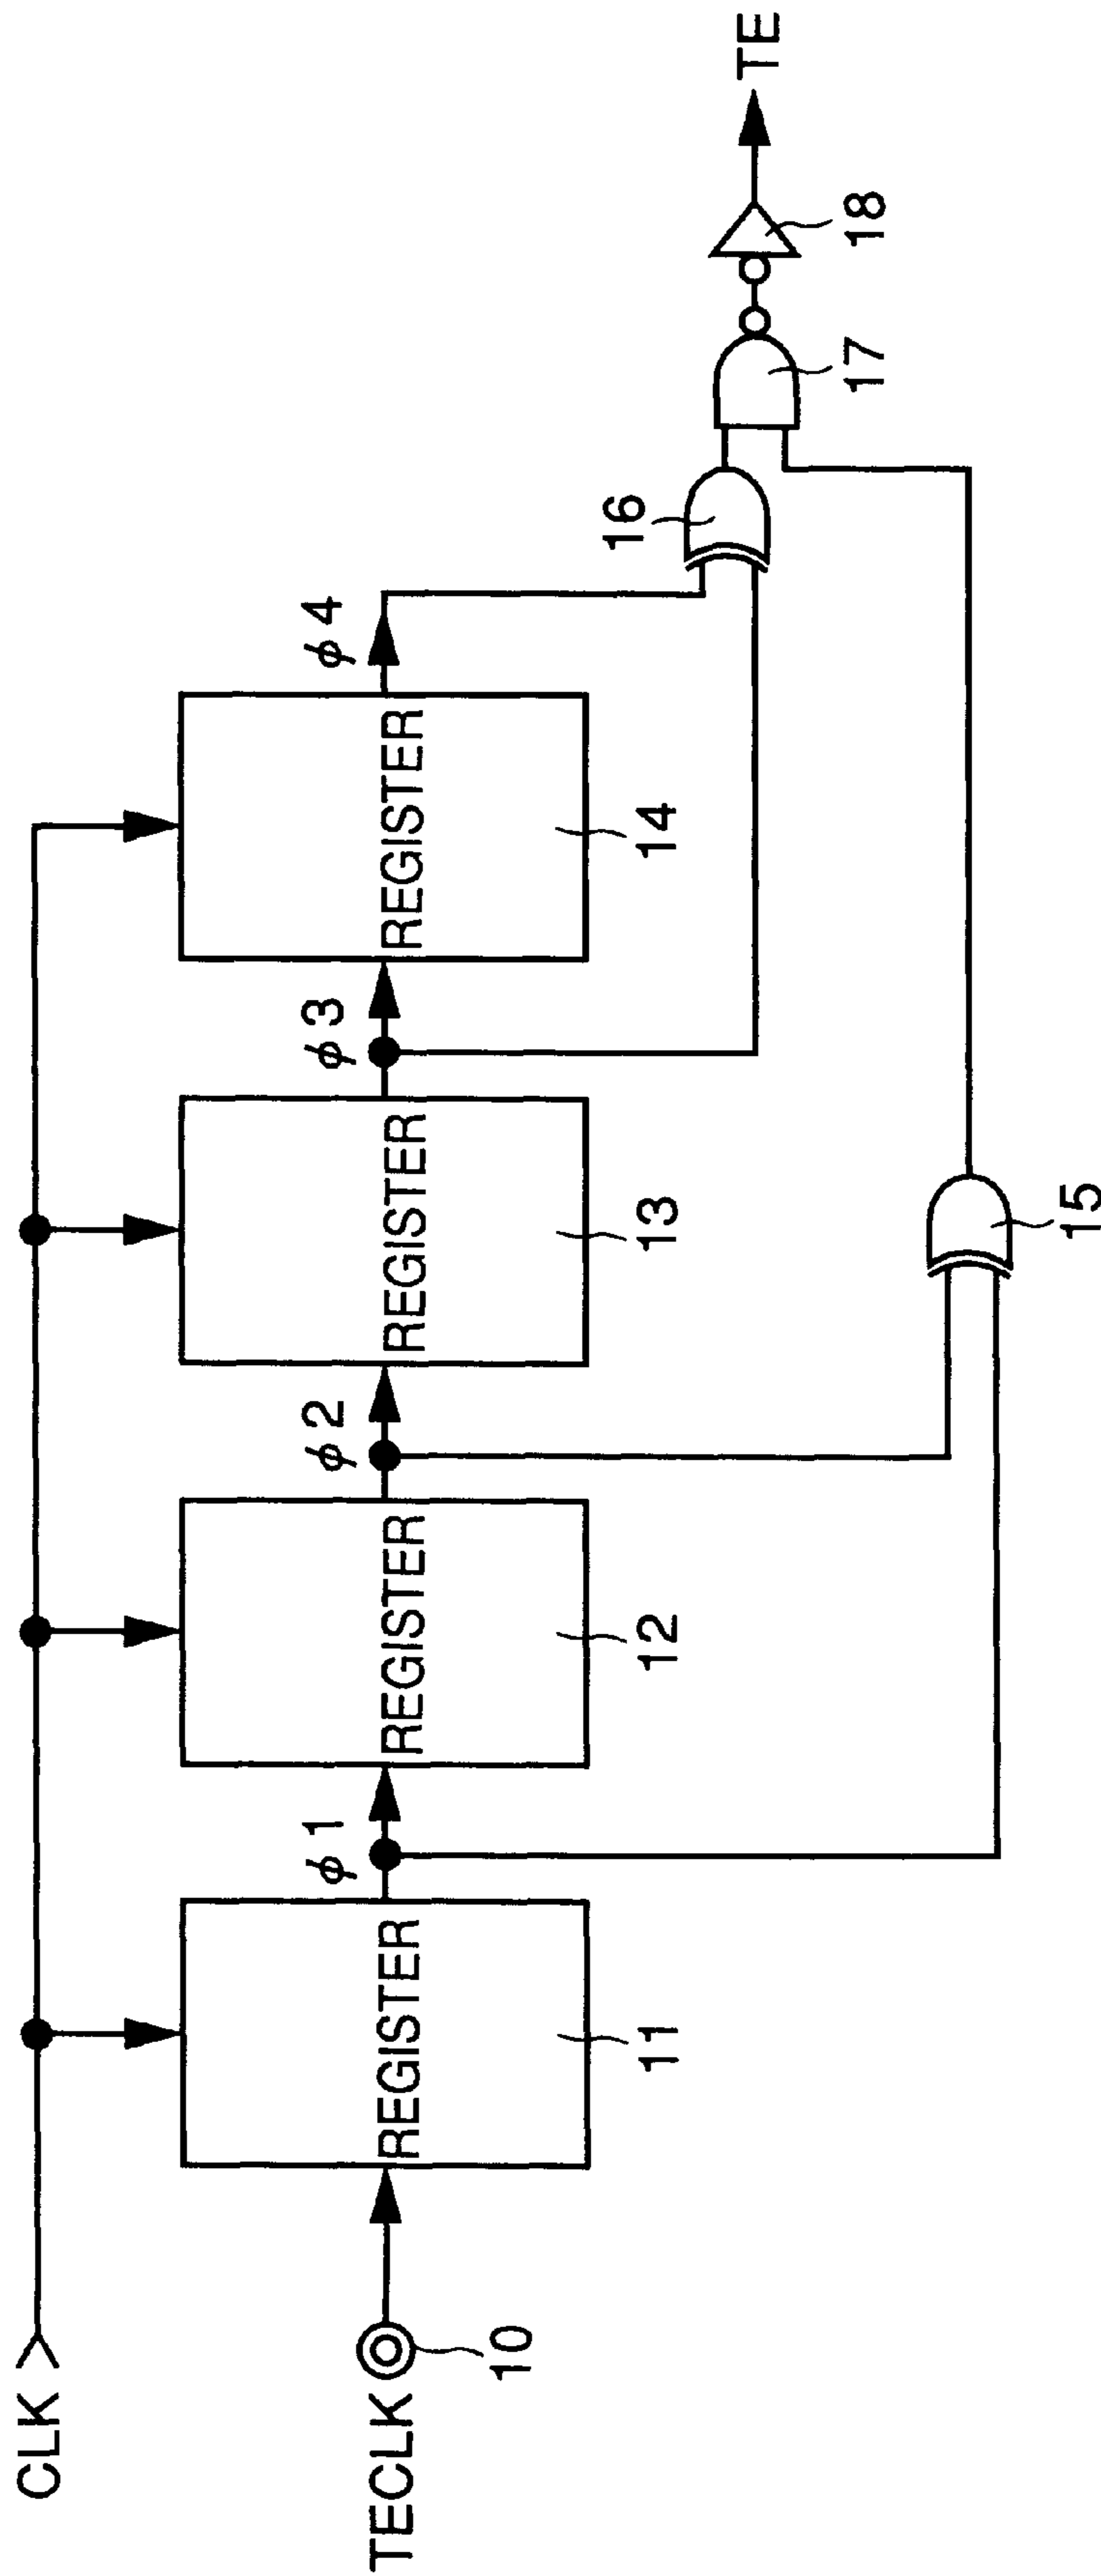 CLK
TECLK
10
REGISTER
11
φ1
REGISTER
12
φ2
REGISTER
13
φ3
REGISTER
14
φ4
15
16
17
18
TE